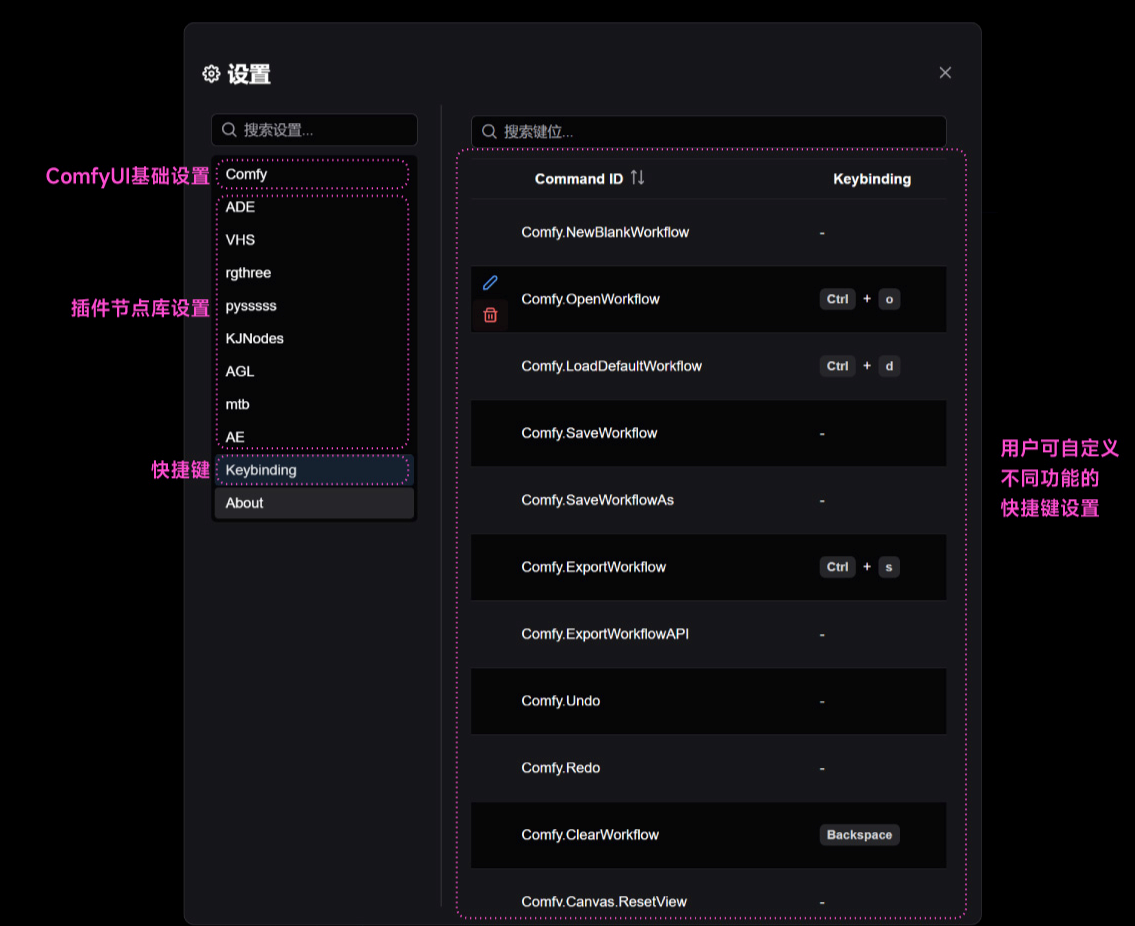 设置
搜索设置...
搜索键位...
ComfyUI基础设置
Comfy
ADE
VHS
rgthree
插件节点库设置
pysssss
KJNodes
AGL
mtb
AE
快捷键
Keybinding
About
Command ID
Keybinding
Comfy.NewBlankWorkflow -
Comfy.OpenWorkflow Ctrl + o
Comfy.LoadDefaultWorkflow Ctrl + d
Comfy.SaveWorkflow -
Comfy.SaveWorkflowAs -
Comfy.ExportWorkflow Ctrl + s
Comfy.ExportWorkflowAPI -
Comfy.Undo -
Comfy.Redo -
Comfy.ClearWorkflow Backspace
Comfy.Canvas.ResetView -
用户可自定义
不同功能的
快捷键设置